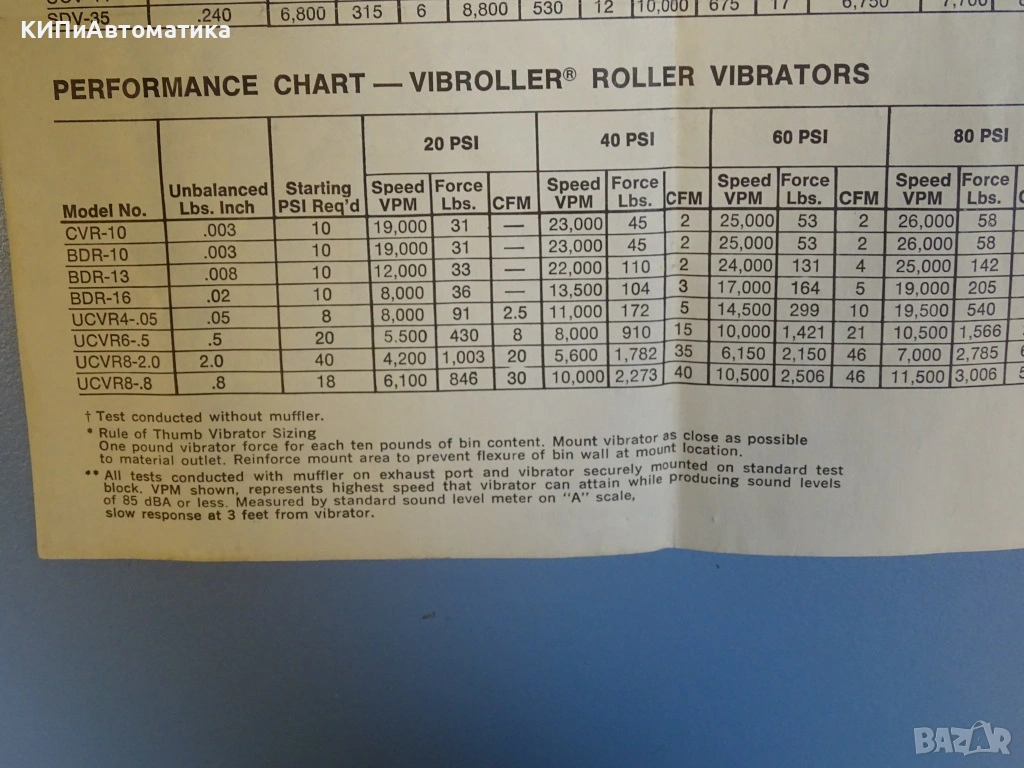 SDV-35 .240 6,800 315 6 8,800 530 12 10,000 675 17 6,750 7,700
КИПиАвтоматика
PERFORMANCE CHART — VIBROLLER® ROLLER VIBRATORS
20 PSI 40 PSI 60 PSI 80 PSI
Unbalanced Starting Speed Force Speed Force Speed Force Speed Force
Model No. Lbs. Inch PSI Req'd VPM Lbs. CFM VPM Lbs. CFM VPM Lbs. CFM VPM Lbs.
CVR-10 .003 10 19,000 31 — 23,000 45 2 25,000 53 2 26,000 58
BDR-10 .003 10 19,000 31 — 23,000 45 2 25,000 53 2 26,000 58
BDR-13 .008 10 12,000 33 — 22,000 110 2 24,000 131 4 25,000 142
BDR-16 .02 10 8,000 36 — 13,500 104 3 17,000 164 5 19,000 205
UCVR4-.05 .05 8 8,000 91 2.5 11,000 172 5 14,500 299 10 19,500 540
UCVR6-.5 .5 20 5.500 430 8 8,000 910 15 10,000 1,421 21 10,500 1,566
UCVR8-2.0 2.0 40 4,200 1,003 20 5,600 1,782 35 6,150 2,150 46 7,000 2,785
UCVR8-.8 .8 18 6,100 846 30 10,000 2,273 40 10,500 2,506 46 11,500 3,006
† Test conducted without muffler.
* Rule of Thumb Vibrator Sizing
One pound vibrator force for each ten pounds of bin content. Mount vibrator as close as possible
to material outlet. Reinforce mount area to prevent flexure of bin wall at mount location.
** All tests conducted with muffler on exhaust port and vibrator securely mounted on standard test
block. VPM shown, represents highest speed that vibrator can attain while producing sound levels
of 85 dBA or less. Measured by standard sound level meter on "A" scale,
slow response at 3 feet from vibrator.
BAZAR